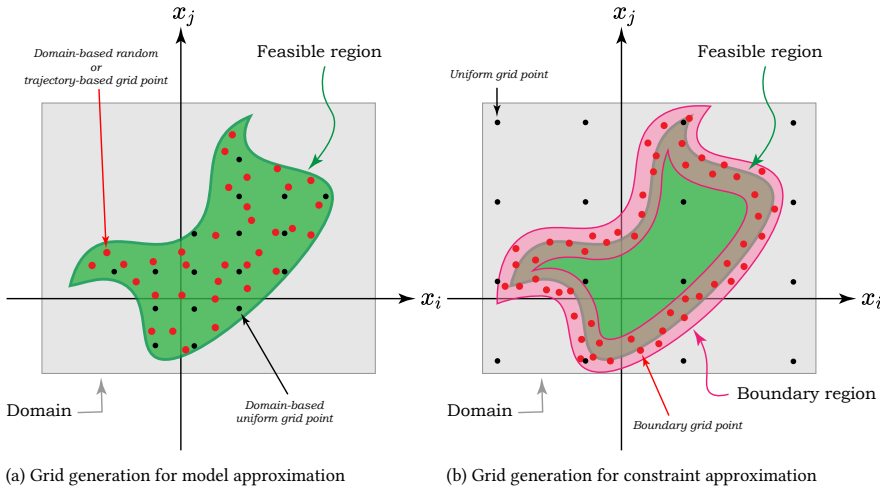 x_j
Domain-based random
or
trajectory-based grid point
Feasible region
x_i
Domain
Domain-based
uniform grid point
(a) Grid generation for model approximation
x_j
Uniform grid point
Feasible region
x_i
Boundary region
Domain
Boundary grid point
(b) Grid generation for constraint approximation